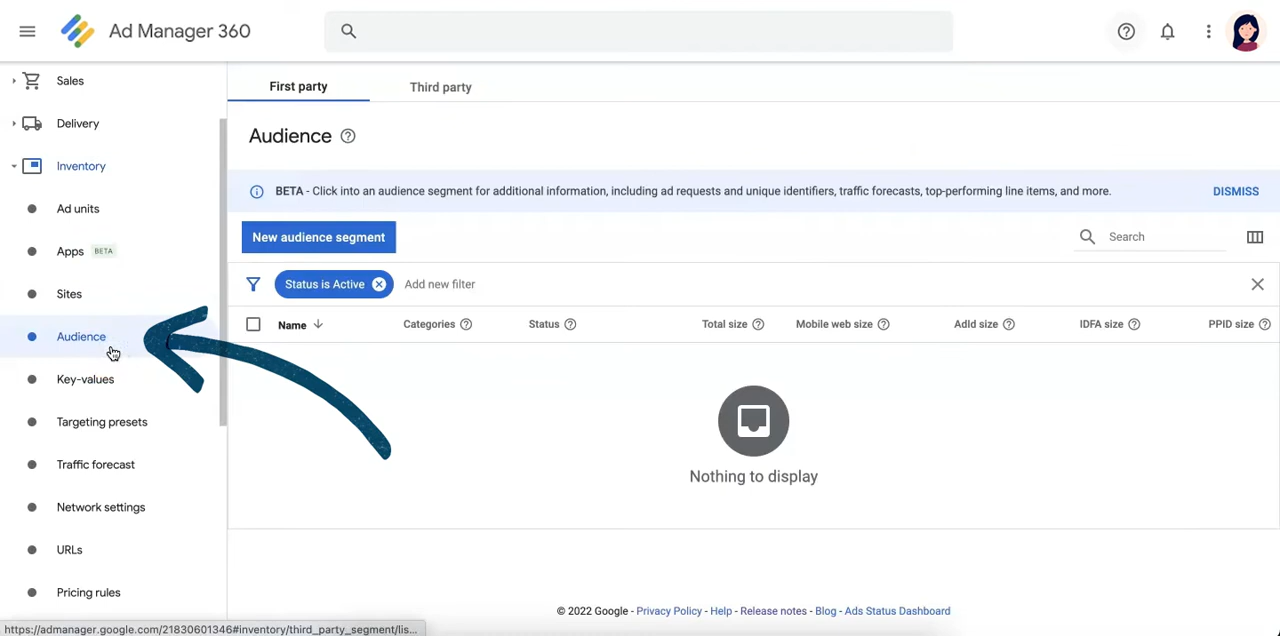 Ad Manager 360
Sales
Delivery
Inventory
Ad units
Apps BETA
Sites
Audience
Key-values
Targeting presets
Traffic forecast
Network settings
URLs
Pricing rules
First party Third party
Audience
BETA - Click into an audience segment for additional information, including ad requests and unique identifiers, traffic forecasts, top-performing line items, and more. DISMISS
New audience segment Search
Status is Active Add new filter
Name Categories Status Total size Mobile web size AdId size IDFA size PPID size
Nothing to display
© 2022 Google - Privacy Policy - Help - Release notes - Blog - Ads Status Dashboard
https://admanager.google.com/21830601346#inventory/third_party_segment/lis...